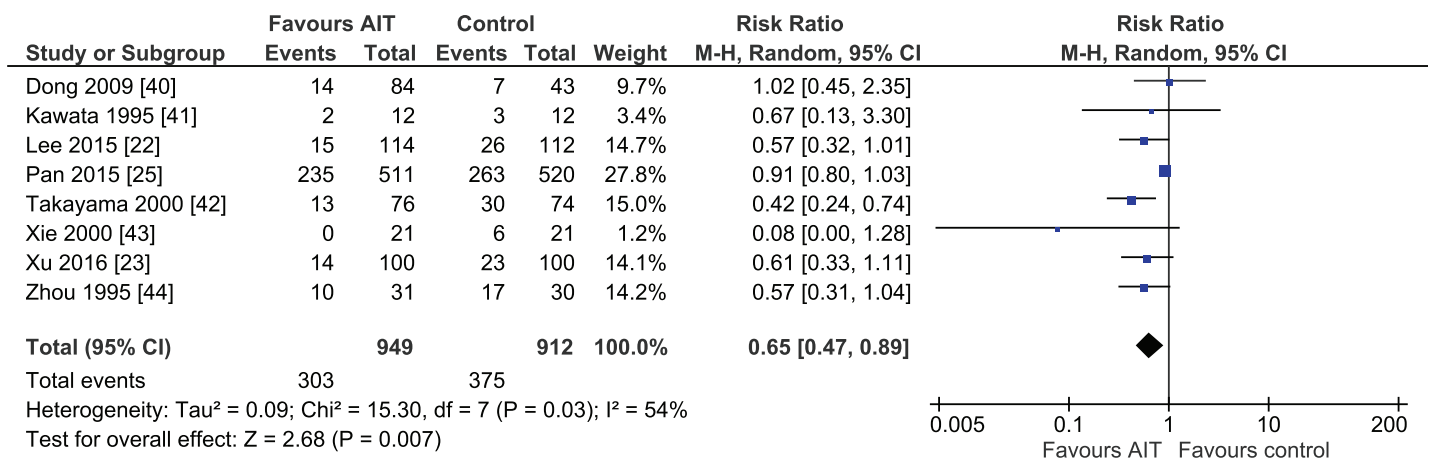 Favours AIT Control Risk Ratio Risk Ratio
Study or Subgroup Events Total Events Total Weight M-H, Random, 95% CI M-H, Random, 95% CI
Dong 2009 [40] 14 84 7 43 9.7% 1.02 [0.45, 2.35]
Kawata 1995 [41] 2 12 3 12 3.4% 0.67 [0.13, 3.30]
Lee 2015 [22] 15 114 26 112 14.7% 0.57 [0.32, 1.01]
Pan 2015 [25] 235 511 263 520 27.8% 0.91 [0.80, 1.03]
Takayama 2000 [42] 13 76 30 74 15.0% 0.42 [0.24, 0.74]
Xie 2000 [43] 0 21 6 21 1.2% 0.08 [0.00, 1.28]
Xu 2016 [23] 14 100 23 100 14.1% 0.61 [0.33, 1.11]
Zhou 1995 [44] 10 31 17 30 14.2% 0.57 [0.31, 1.04]
Total (95% CI) 949 912 100.0% 0.65 [0.47, 0.89]
Total events 303 375
Heterogeneity: Tau² = 0.09; Chi² = 15.30, df = 7 (P = 0.03); I² = 54%
Test for overall effect: Z = 2.68 (P = 0.007)
0.005 0.1 1 10 200
Favours AIT Favours control